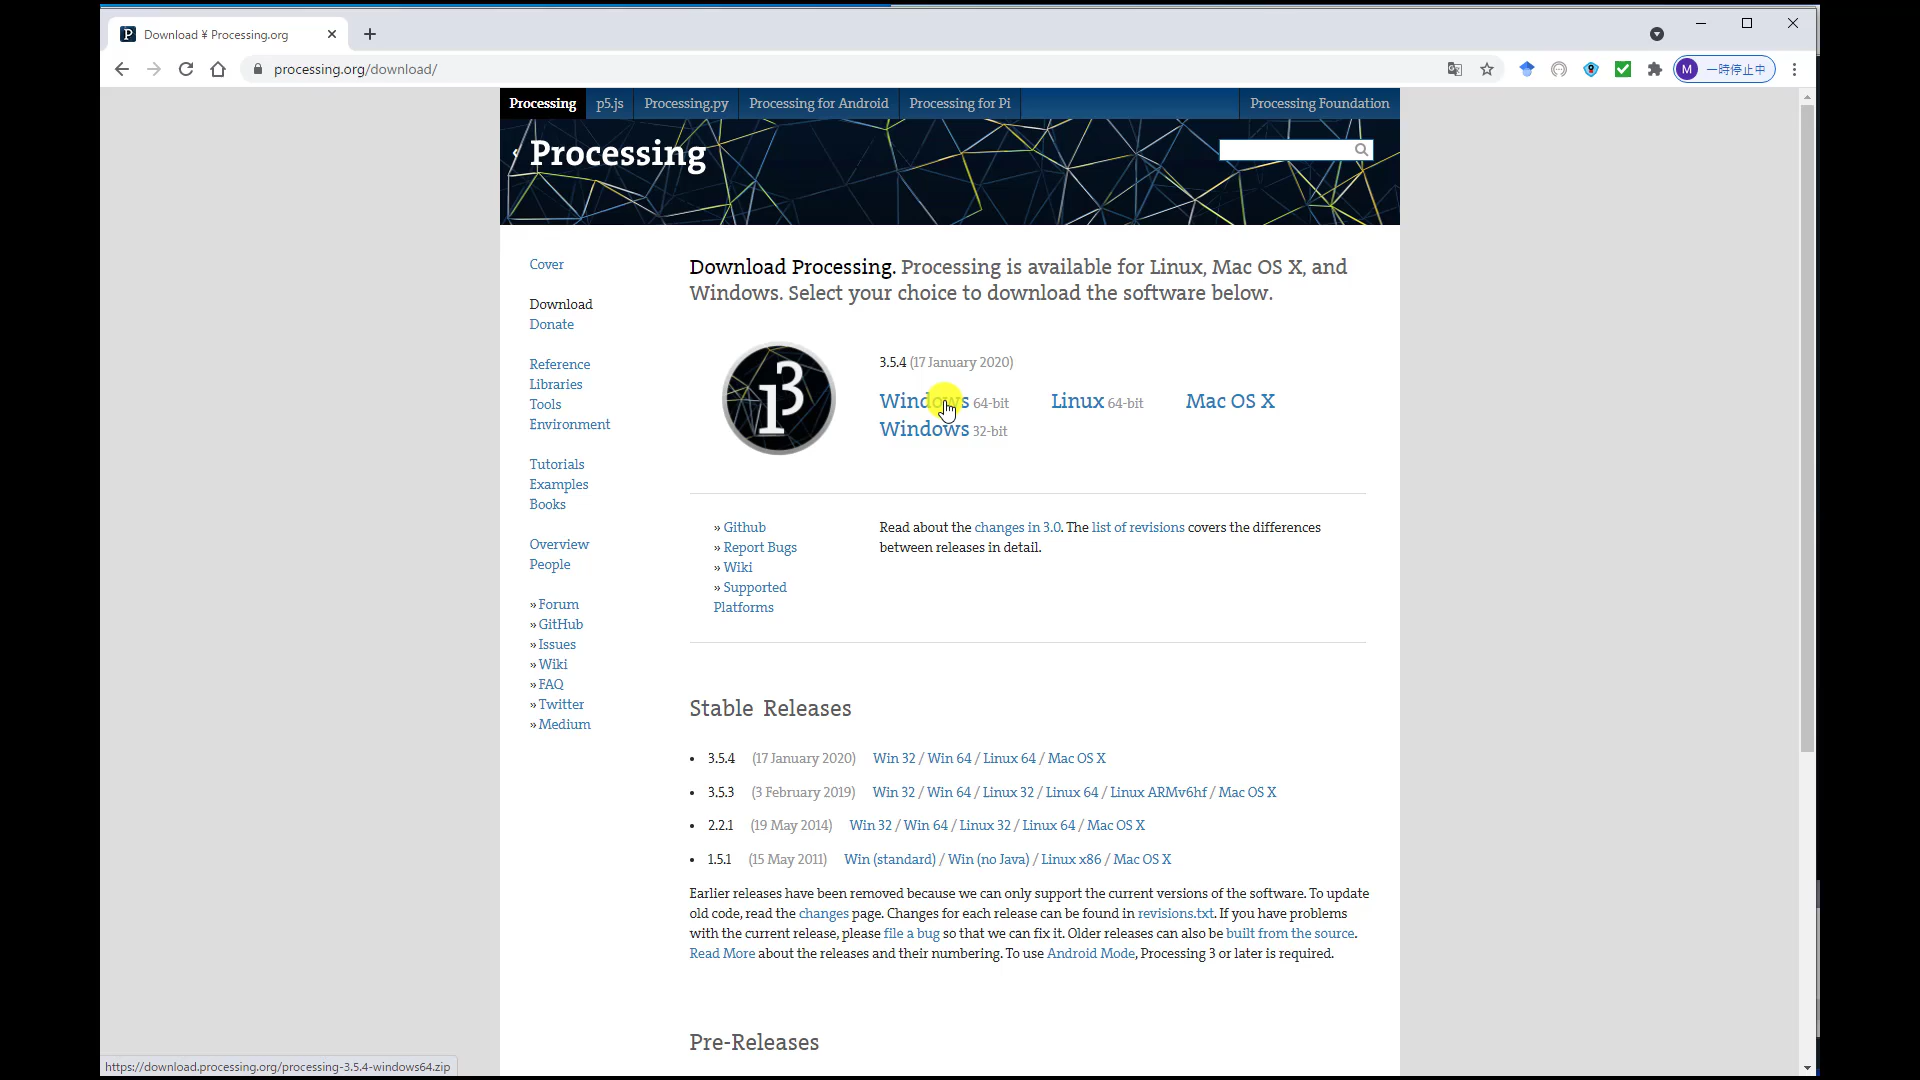 Download ¥ Processing.org
processing.org/download/
M 一時停止中
Processing p5.js Processing.py Processing for Android Processing for Pi Processing Foundation
Processing
Cover
Download
Donate
Reference
Libraries
Tools
Environment
Tutorials
Examples
Books
Overview
People
» Forum
» GitHub
» Issues
» Wiki
» FAQ
» Twitter
» Medium
Download Processing. Processing is available for Linux, Mac OS X, and
Windows. Select your choice to download the software below.
3.5.4 (17 January 2020)
Windows 64-bit Linux 64-bit Mac OS X
Windows 32-bit
» Github
» Report Bugs
» Wiki
» Supported
Platforms
Read about the changes in 3.0. The list of revisions covers the differences
between releases in detail.
Stable Releases
• 3.5.4 (17 January 2020) Win 32 / Win 64 / Linux 64 / Mac OS X
• 3.5.3 (3 February 2019) Win 32 / Win 64 / Linux 32 / Linux 64 / Linux ARMv6hf / Mac OS X
• 2.2.1 (19 May 2014) Win 32 / Win 64 / Linux 32 / Linux 64 / Mac OS X
• 1.5.1 (15 May 2011) Win (standard) / Win (no Java) / Linux x86 / Mac OS X
Earlier releases have been removed because we can only support the current versions of the software. To update
old code, read the changes page. Changes for each release can be found in revisions.txt. If you have problems
with the current release, please file a bug so that we can fix it. Older releases can also be built from the source.
Read More about the releases and their numbering. To use Android Mode, Processing 3 or later is required.
Pre-Releases
https://download.processing.org/processing-3.5.4-windows64.zip